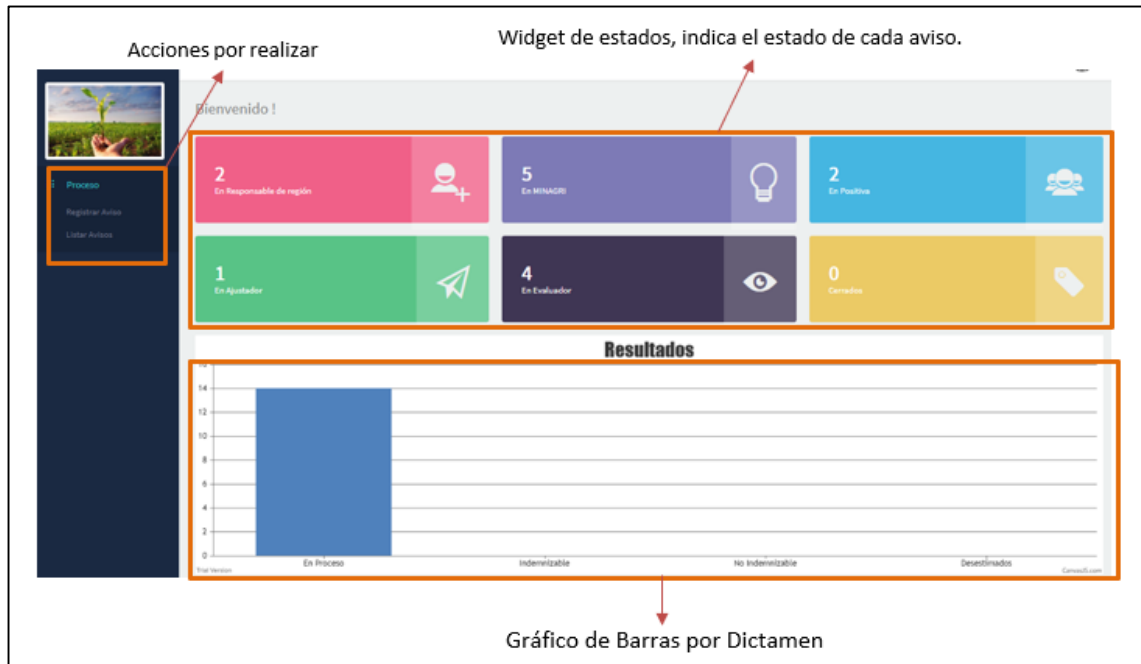 Acciones por realizar
Widget de estados, indica el estado de cada aviso.
Bienvenido !
Proceso
Registrar Aviso
Listar Avisos
2
En Responsable de región
5
En MINAGRI
2
En Positiva
1
En Ajustador
4
En Evaluador
0
Cerrados
Resultados
16
14
12
10
8
6
4
2
0
En Proceso
Indemnizable
No Indemnizable
Desestimados
Trial Version
CanvasJS.com
Gráfico de Barras por Dictamen